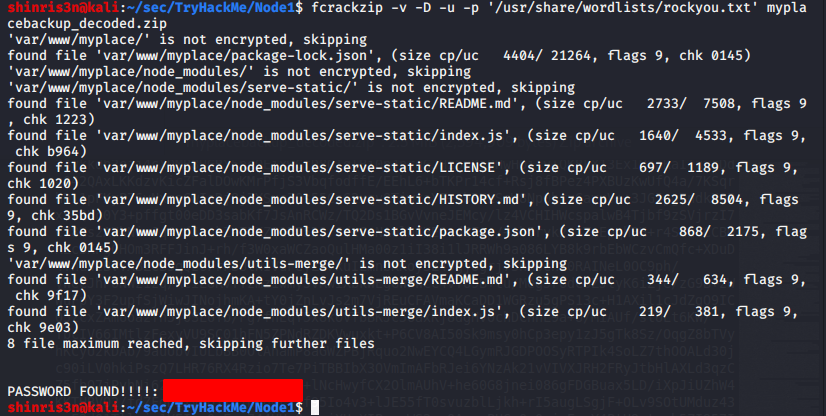 shinris3n@kali:~/sec/TryHackMe/Node1$ fcrackzip -v -D -u -p '/usr/share/wordlists/rockyou.txt' mypla
cebackup_decoded.zip
'var/www/myplace/' is not encrypted, skipping
found file 'var/www/myplace/package-lock.json', (size cp/uc   4404/ 21264, flags 9, chk 0145)
'var/www/myplace/node_modules/' is not encrypted, skipping
'var/www/myplace/node_modules/serve-static/' is not encrypted, skipping
found file 'var/www/myplace/node_modules/serve-static/README.md', (size cp/uc   2733/  7508, flags 9
, chk 1223)
found file 'var/www/myplace/node_modules/serve-static/index.js', (size cp/uc   1640/  4533, flags 9,
chk b964)
found file 'var/www/myplace/node_modules/serve-static/LICENSE', (size cp/uc    697/  1189, flags 9,
chk 1020)
found file 'var/www/myplace/node_modules/serve-static/HISTORY.md', (size cp/uc   2625/  8504, flags
9, chk 35bd)
found file 'var/www/myplace/node_modules/serve-static/package.json', (size cp/uc    868/  2175, flag
s 9, chk 0145)
'var/www/myplace/node_modules/utils-merge/' is not encrypted, skipping
found file 'var/www/myplace/node_modules/utils-merge/README.md', (size cp/uc    344/   634, flags 9,
chk 9f17)
found file 'var/www/myplace/node_modules/utils-merge/index.js', (size cp/uc    219/   381, flags 9,
chk 9e03)
8 file maximum reached, skipping further files
PASSWORD FOUND!!!!:
shinris3n@kali:~/sec/TryHackMe/Node1$